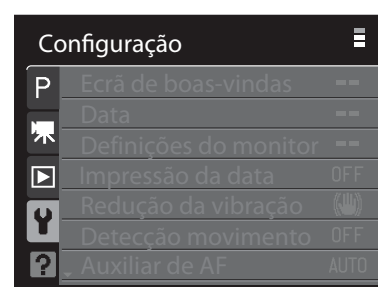 Configuração
P
Ecrã de boas-vindas --
Data --
Definições do monitor --
Impressão da data OFF
Redução da vibração
Detecção movimento OFF
? Auxiliar de AF AUTO